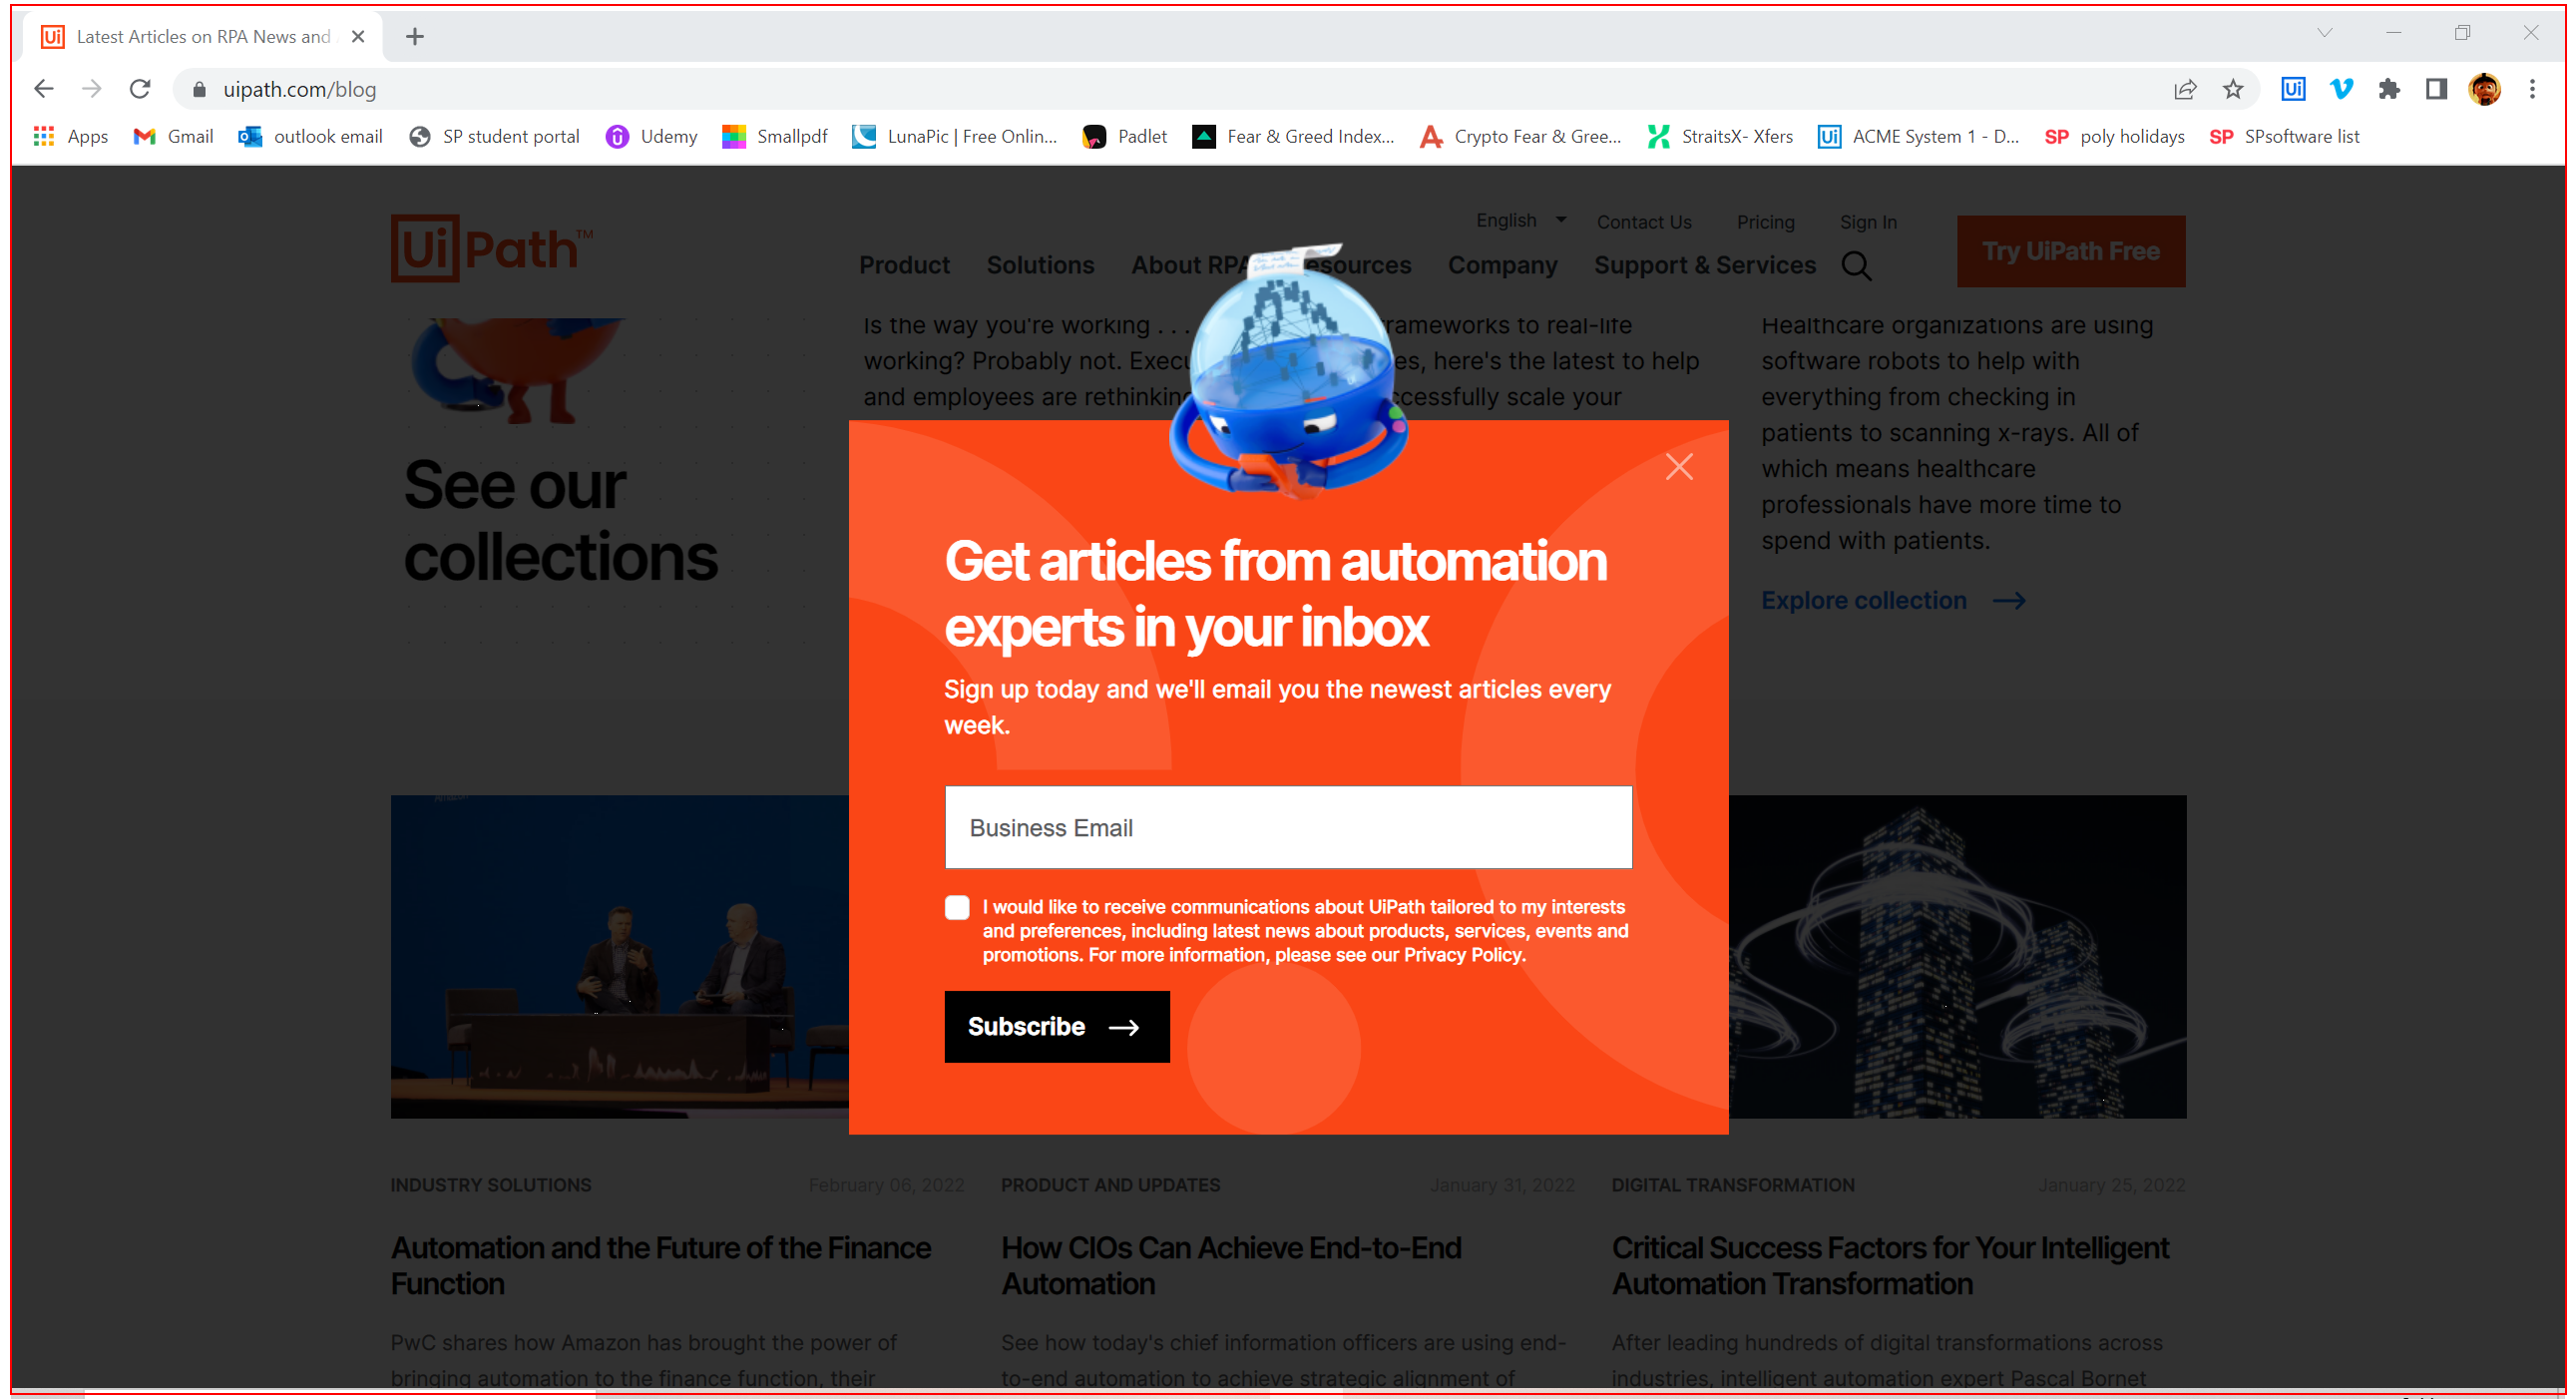 Latest Articles on RPA News and
uipath.com/blog
Apps Gmail outlook email SP student portal Udemy Smallpdf LunaPic | Free Onlin... Padlet Fear & Greed Index... Crypto Fear & Gree... StraitsX- Xfers ACME System 1 - D... SP poly holidays SP SPsoftware list
English Contact Us Pricing Sign In
UiPath™
Try UiPath Free
Product Solutions About RPA esources Company Support & Services
Is the way you're working . . .
working? Probably not. Execu
and employees are rethinking
rameworks to real-life
es, here's the latest to help
ccessfully scale your
Healthcare organizations are using
software robots to help with
everything from checking in
patients to scanning x-rays. All of
which means healthcare
professionals have more time to
spend with patients.
Explore collection
See our
collections
Get articles from automation
experts in your inbox
Sign up today and we'll email you the newest articles every
week.
Business Email
I would like to receive communications about UiPath tailored to my interests
and preferences, including latest news about products, services, events and
promotions. For more information, please see our Privacy Policy.
Subscribe
INDUSTRY SOLUTIONS February 06, 2022
Automation and the Future of the Finance
Function
PwC shares how Amazon has brought the power of
bringing automation to the finance function, their
PRODUCT AND UPDATES January 31, 2022
How CIOs Can Achieve End-to-End
Automation
See how today's chief information officers are using end-
to-end automation to achieve strategic alignment of
DIGITAL TRANSFORMATION January 25, 2022
Critical Success Factors for Your Intelligent
Automation Transformation
After leading hundreds of digital transformations across
industries, intelligent automation expert Pascal Bornet